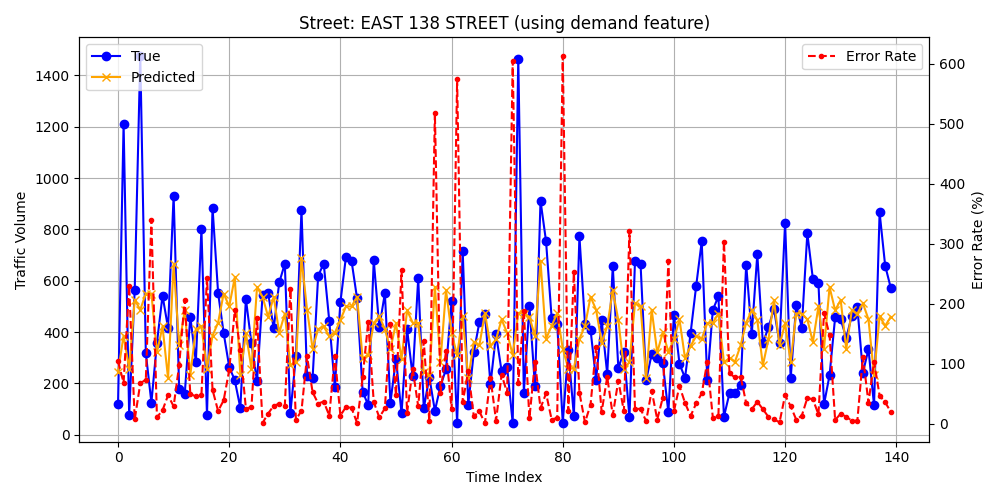 Street: EAST 138 STREET (using demand feature)
True
Predicted
Error Rate
Traffic Volume
1400
1200
1000
800
600
400
200
0
Error Rate (%)
600
500
400
300
200
100
0
0 20 40 60 80 100 120 140
Time Index